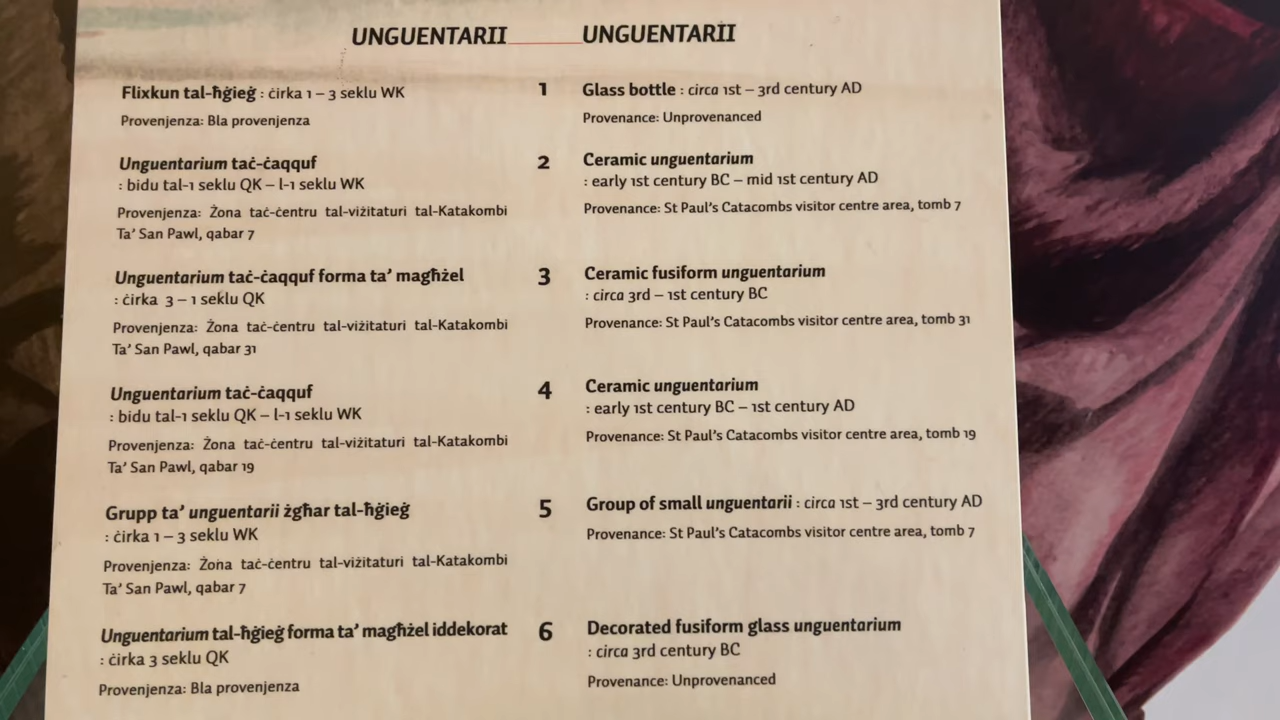 UNGUENTARII
Flixkun tal-ħġieġ : ċirka 1 – 3 seklu WK
Provenjenza: Bla provenjenza
Unguentarium taċ-ċaqquf
: bidu tal-1 seklu QK – l-1 seklu WK
Provenjenza: Żona taċ-ċentru tal-viżitaturi tal-Katakombi
Ta’ San Pawl, qabar 7
Unguentarium taċ-ċaqquf forma ta’ magħżel
: ċirka 3 – 1 seklu QK
Provenjenza: Żona taċ-ċentru tal-viżitaturi tal-Katakombi
Ta’ San Pawl, qabar 31
Unguentarium taċ-ċaqquf
: bidu tal-1 seklu QK – l-1 seklu WK
Provenjenza: Żona taċ-ċentru tal-viżitaturi tal-Katakombi
Ta’ San Pawl, qabar 19
Grupp ta’ unguentarii żgħar tal-ħġieġ
: ċirka 1 – 3 seklu WK
Provenjenza: Żona taċ-ċentru tal-viżitaturi tal-Katakombi
Ta’ San Pawl, qabar 7
Unguentarium tal-ħġieġ forma ta’ magħżel iddekorat
: ċirka 3 seklu QK
Provenjenza: Bla provenjenza
UNGUENTARII
1 Glass bottle : circa 1st – 3rd century AD
Provenance: Unprovenanced
2 Ceramic unguentarium
: early 1st century BC – mid 1st century AD
Provenance: St Paul’s Catacombs visitor centre area, tomb 7
3 Ceramic fusiform unguentarium
: circa 3rd – 1st century BC
Provenance: St Paul’s Catacombs visitor centre area, tomb 31
4 Ceramic unguentarium
: early 1st century BC – 1st century AD
Provenance: St Paul’s Catacombs visitor centre area, tomb 19
5 Group of small unguentarii : circa 1st – 3rd century AD
Provenance: St Paul’s Catacombs visitor centre area, tomb 7
6 Decorated fusiform glass unguentarium
: circa 3rd century BC
Provenance: Unprovenanced